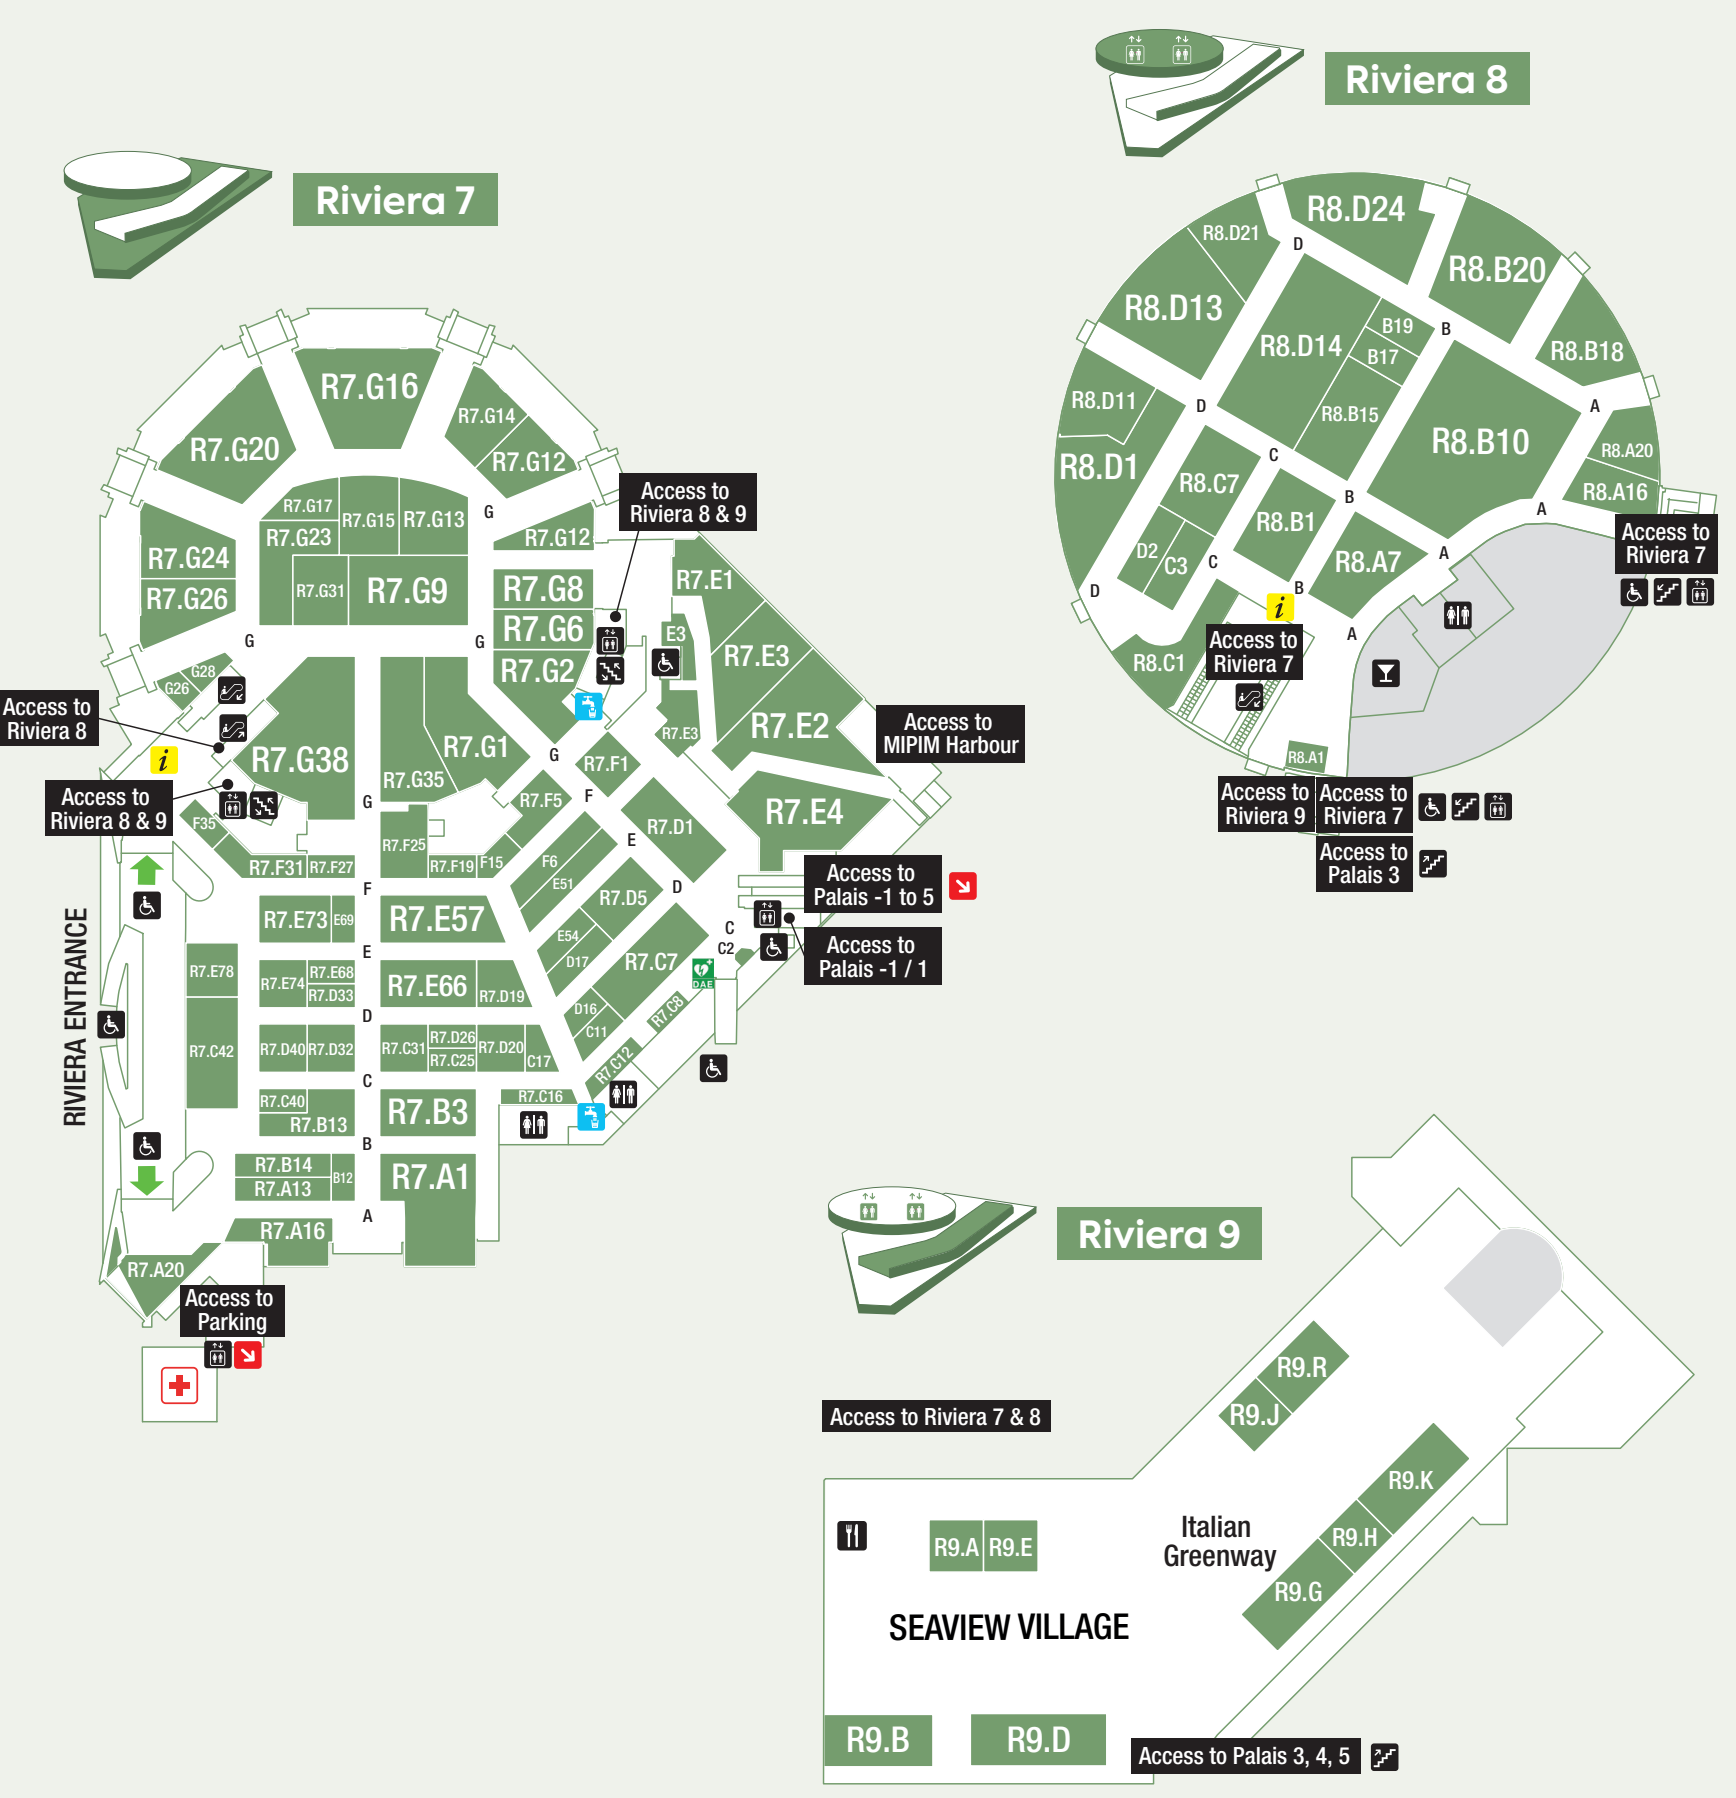 Riviera 8
Riviera 7
R8.D24
R8.D21
D
R8.B20
R8.D13
B19
B
R8.D14
B17
R8.B18
R8.D11
D
R8.B15
A
C
R8.B10
R8.A20
R8.D1
R8.C7
B
R8.A16
A
R8.B1
D2
C3
C
R8.A7
A
Access to
Riviera 7
D
B
i
A
Access to
Riviera 7
R8.C1
R8.A1
Access to
Riviera 9
Access to
Riviera 7
Access to
Palais 3
R7.G16
R7.G14
R7.G20
R7.G12
Access to
Riviera 8 & 9
R7.G17
R7.G15
R7.G13
G
R7.G23
R7.G12
R7.G24
R7.G26
R7.G31
R7.G9
R7.G8
R7.G6
R7.G2
R7.E1
E3
R7.E3
G
G
G28
G26
Access to
Riviera 8
R7.G38
R7.G35
R7.G1
R7.E3
R7.E2
Access to
MIPIM Harbour
i
G
R7.F1
F
Access to
Riviera 8 & 9
G
R7.F5
R7.E4
R7.D1
F35
R7.F31
R7.F27
R7.F25
R7.F19
F15
F6
E51
E
F
D
R7.D5
Access to
Palais -1 to 5
R7.E73
E69
R7.E57
E54
D17
C
C2
Access to
Palais -1 / 1
RIVIERA ENTRANCE
E
R7.C7
DAE
R7.E78
R7.E74
R7.E68
R7.D33
R7.E66
R7.D19
D16
C11
R7.C8
D
R7.C42
R7.D40
R7.D32
R7.C31
R7.D26
R7.C25
R7.D20
C17
R7.C12
C
R7.C40
R7.B13
R7.B3
R7.C16
B
R7.B14
R7.A13
B12
R7.A1
A
R7.A16
R7.A20
Access to
Parking
Riviera 9
R9.R
R9.J
Access to Riviera 7 & 8
R9.K
Italian
Greenway
R9.H
R9.A
R9.E
R9.G
SEAVIEW VILLAGE
R9.B
R9.D
Access to Palais 3, 4, 5